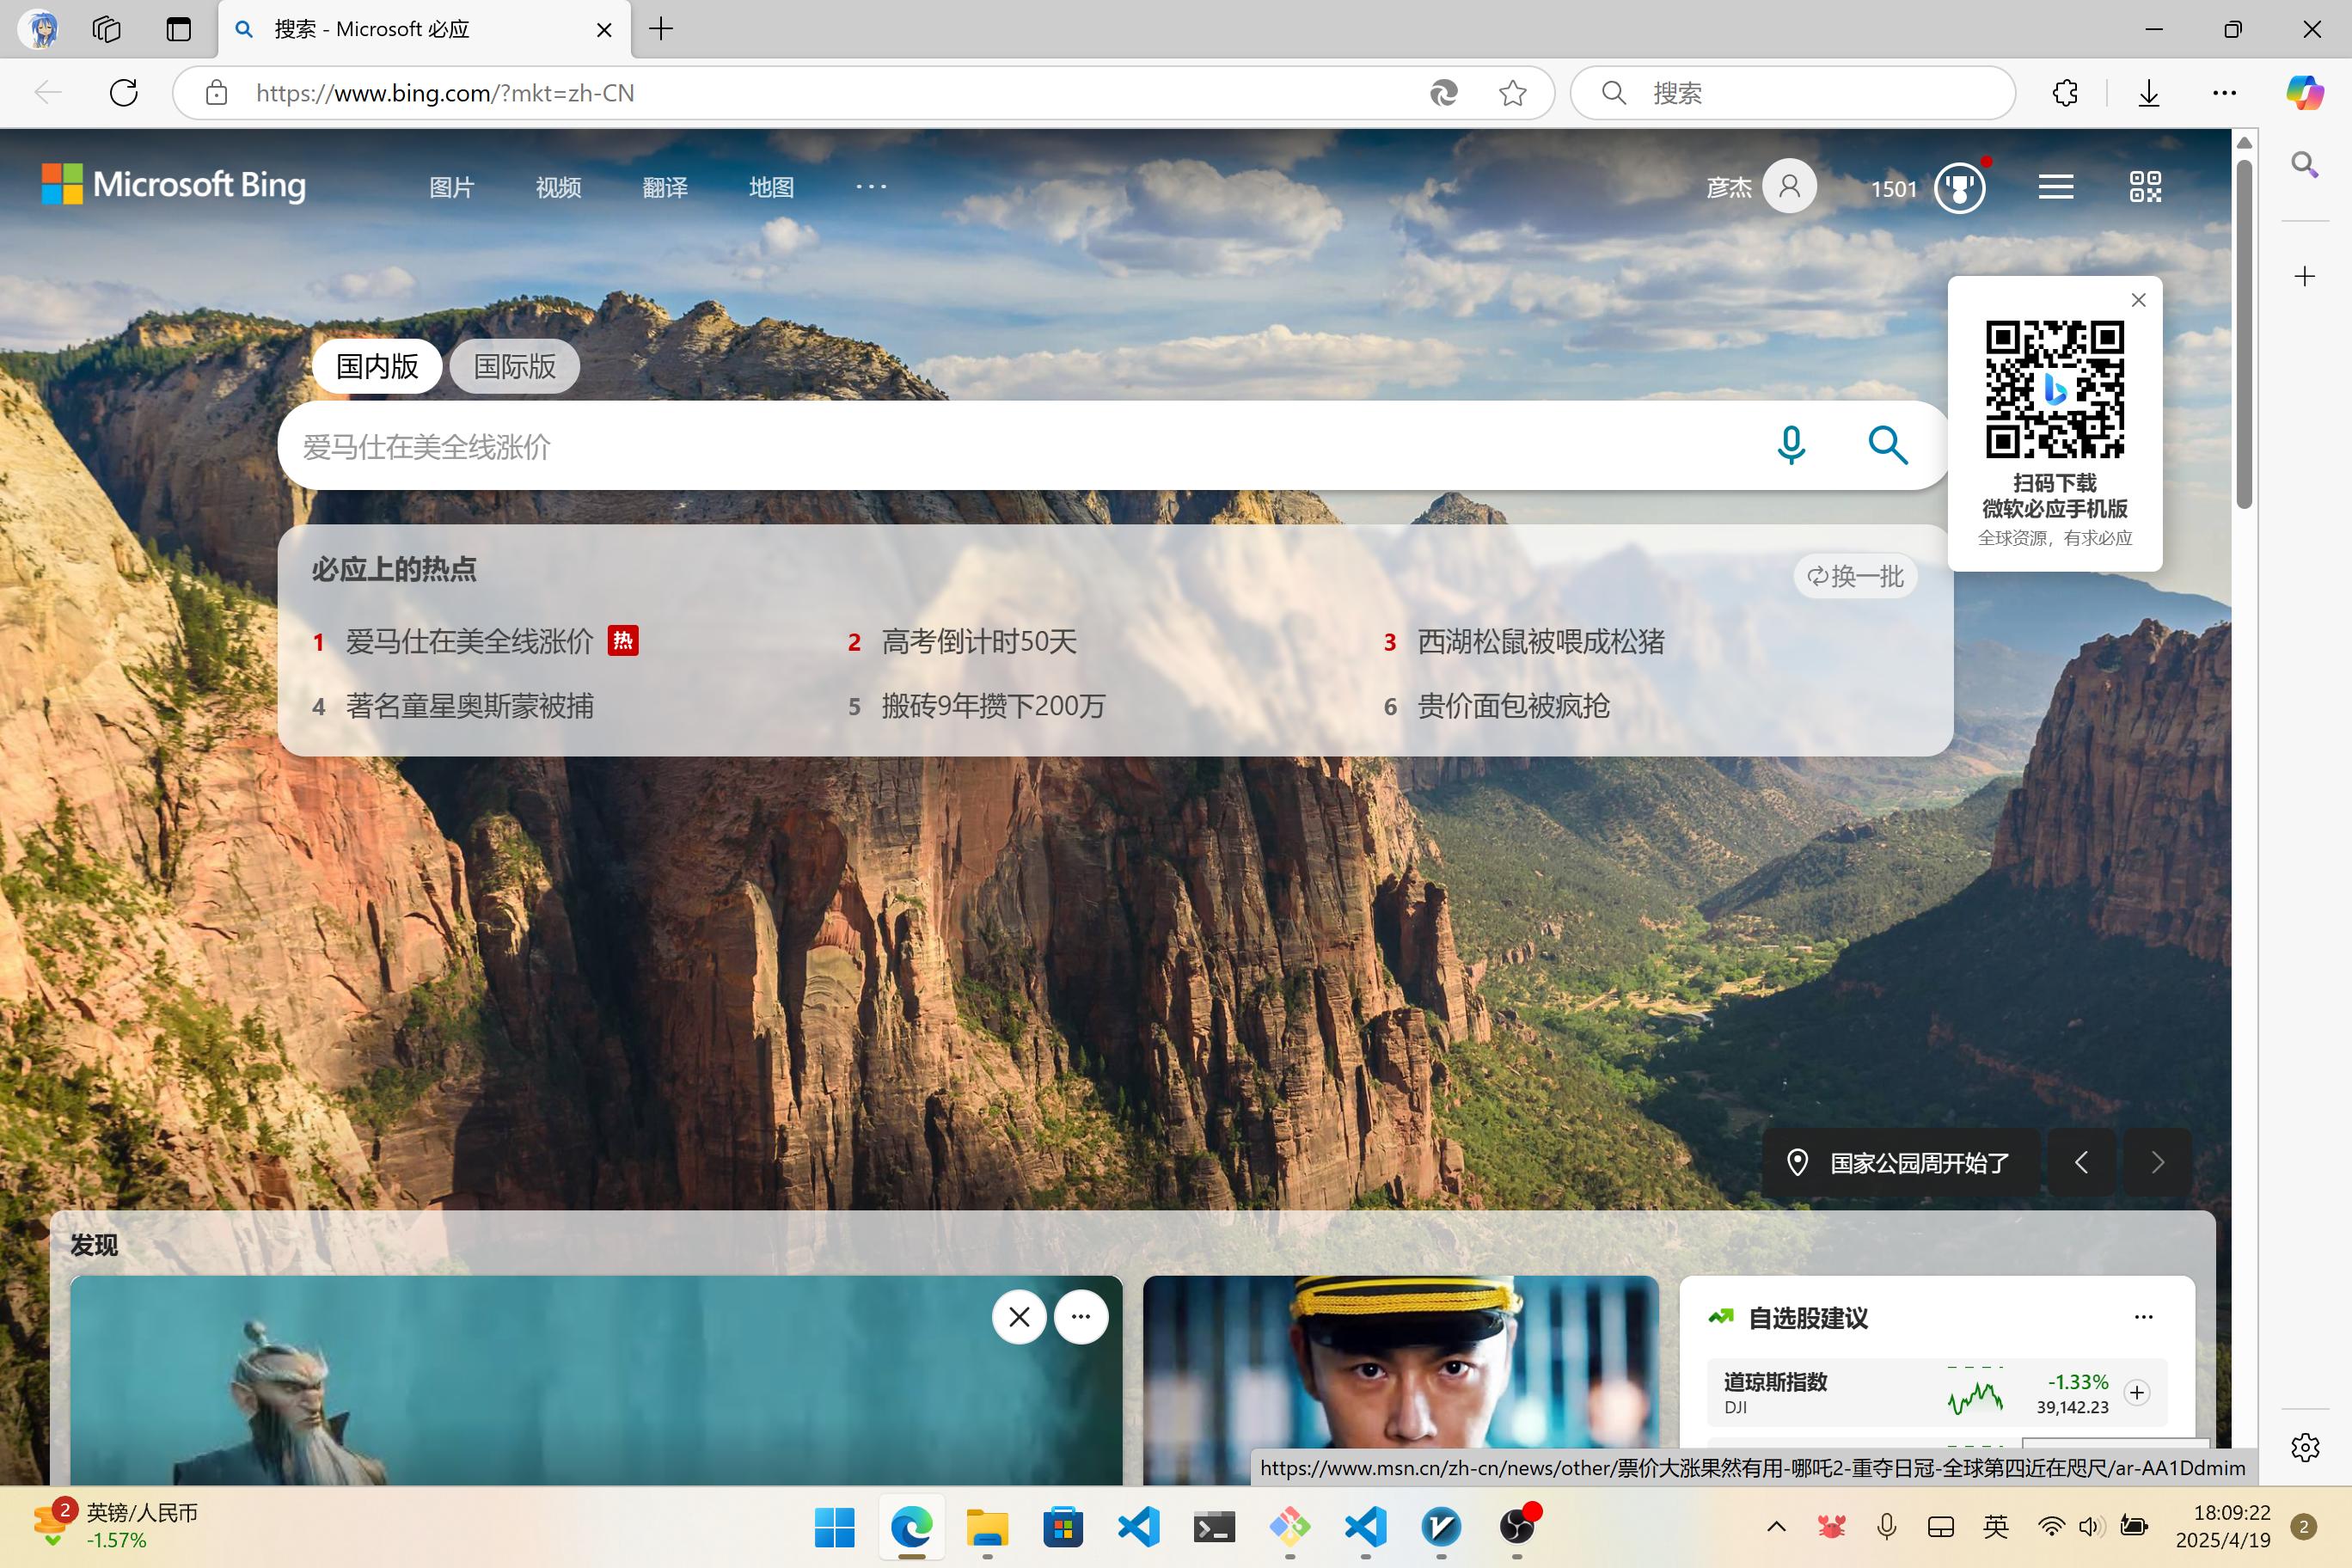 搜索 - Microsoft 必应
https://www.bing.com/?mkt=zh-CN
搜索
Microsoft Bing
图片
视频
翻译
地图
彦杰
1501
国内版
国际版
爱马仕在美全线涨价
扫码下载
微软必应手机版
全球资源，有求必应
必应上的热点
换一批
1 爱马仕在美全线涨价 热
2 高考倒计时50天
3 西湖松鼠被喂成松猪
4 著名童星奥斯蒙被捕
5 搬砖9年攒下200万
6 贵价面包被疯抢
国家公园周开始了
发现
自选股建议
道琼斯指数
DJI
-1.33%
39,142.23
https://www.msn.cn/zh-cn/news/other/票价大涨果然有用-哪吒2-重夺日冠-全球第四近在咫尺/ar-AA1Ddmim
2
英镑/人民币
-1.57%
英
18:09:22
2025/4/19
2